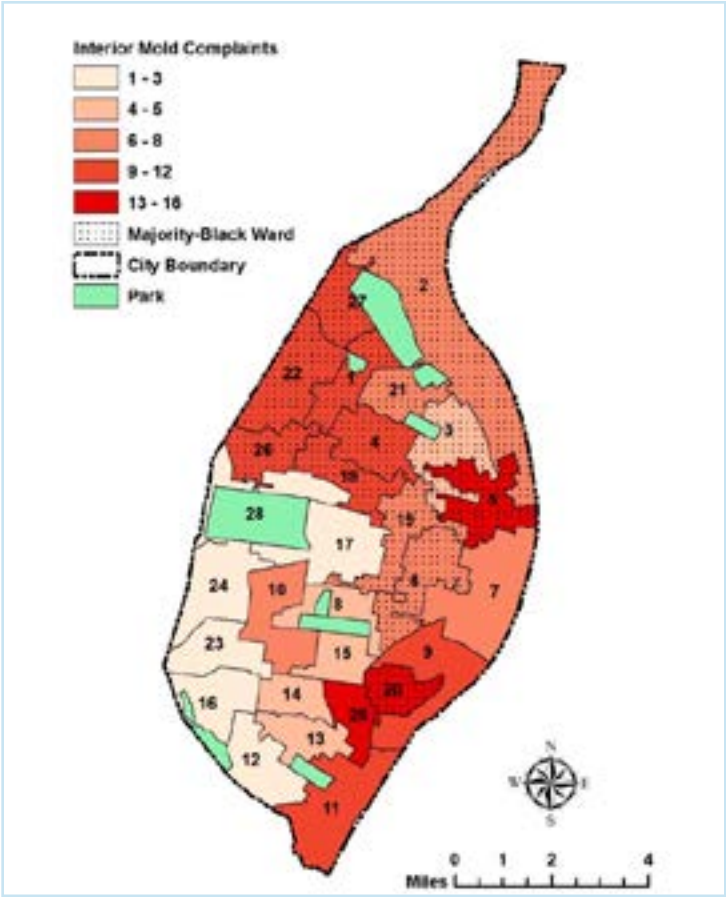 Interior Mold Complaints
1 - 3
4 - 5
6 - 8
9 - 12
13 - 16
Majority-Black Ward
City Boundary
Park
2
27
22
1
21
3
4
26
18
5
28
19
17
6
7
24
10
8
23
15
9
20
14
16
25
13
12
11
N
W
E
S
0 1 2 4
Miles